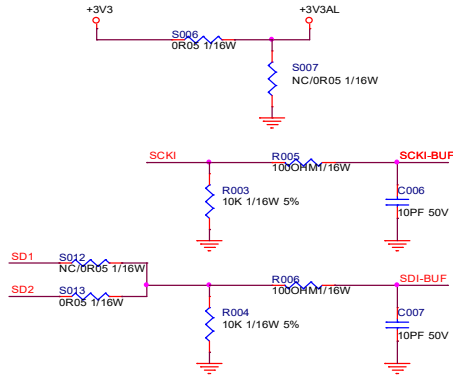 +3V3 +3V3AL
S006
0R05 1/16W
S007
NC/0R05 1/16W
SCKI R005 SCKI-BUF
100OHM1/16W
R003
10K 1/16W 5%
C006
10PF 50V
SD1 S012
NC/0R05 1/16W
SD2 S013
0R05 1/16W
R006 SDI-BUF
100OHM1/16W
R004
10K 1/16W 5%
C007
10PF 50V